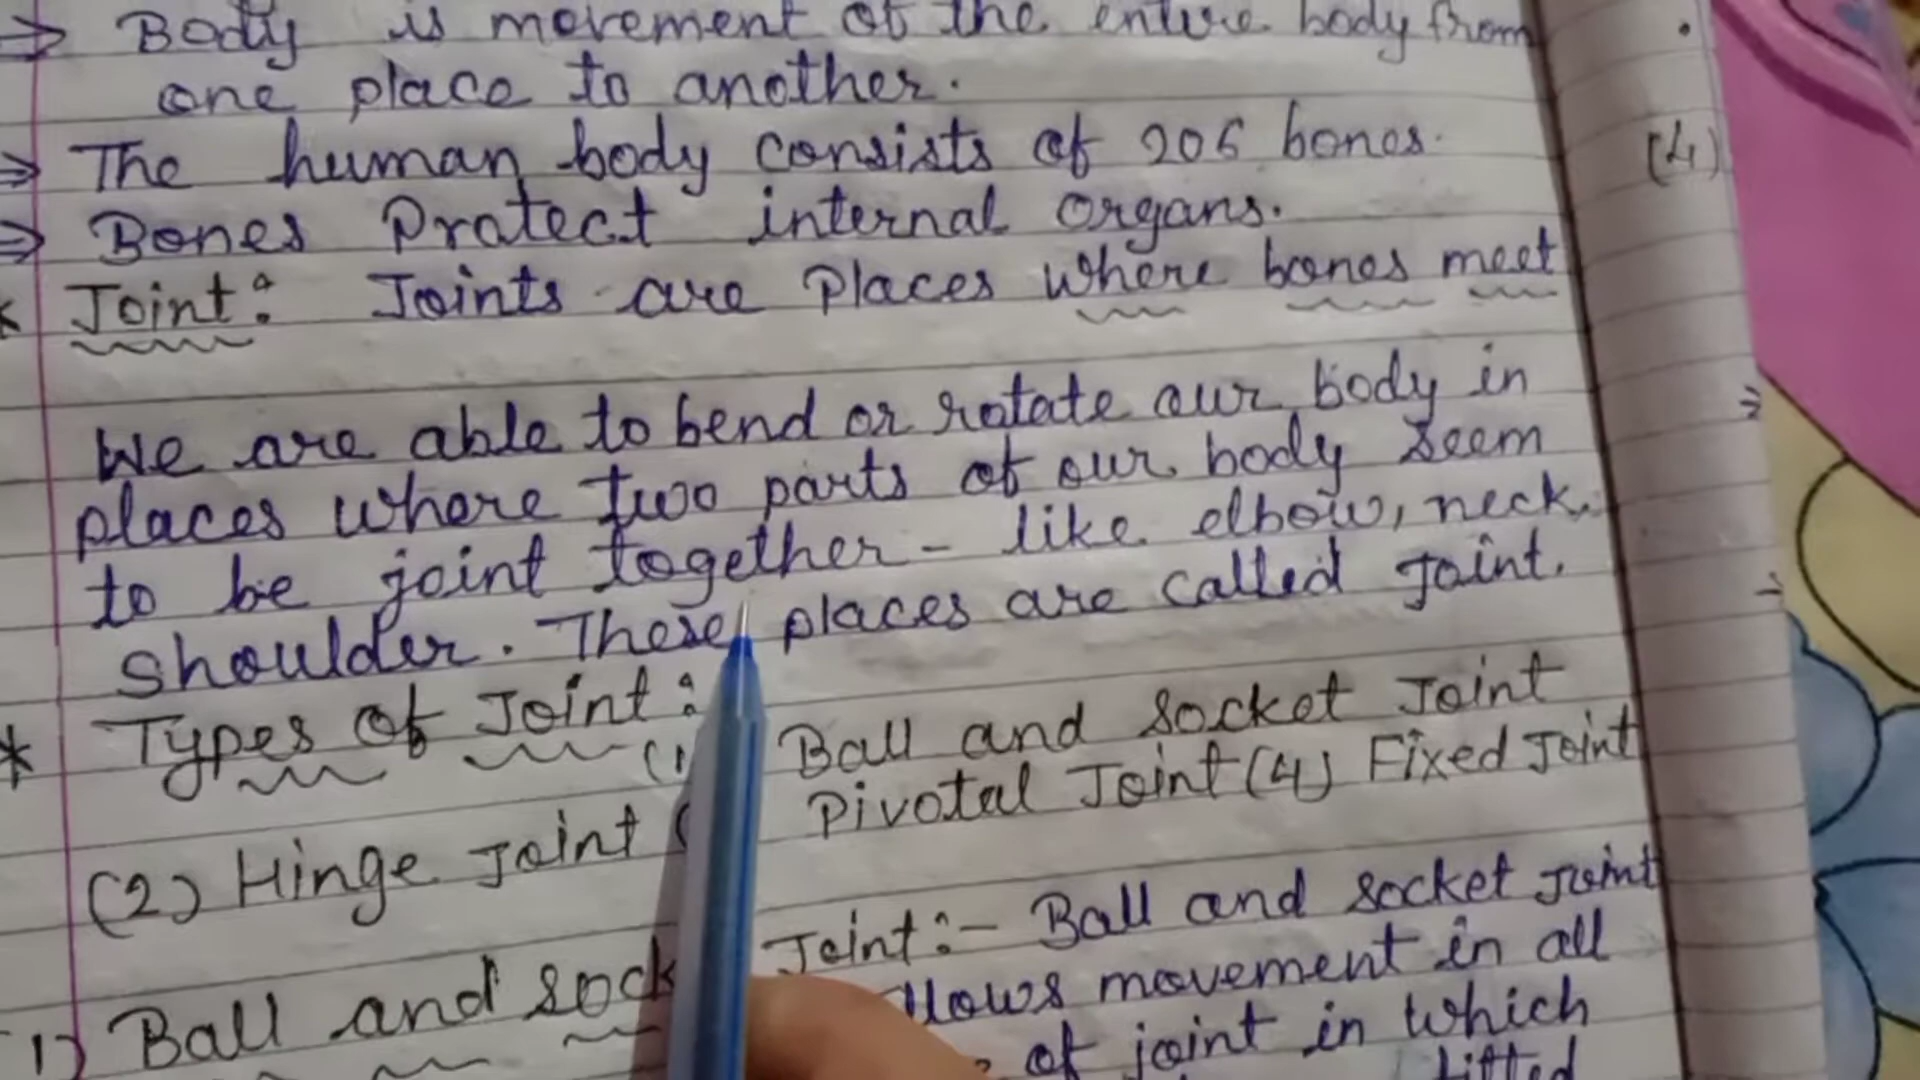 ⇒ Body is movement of the entire body from
one place to another.
⇒ The human body consists of 206 bones.
⇒ Bones Protect internal organs.
Joint: Joints are Places where bones meet
We are able to bend or rotate our body in
places where two parts of our body seem
to be joint together - like elbow, neck,
shoulder. These places are called Joint.
* Types of Joint:
(1 Ball and Socket Joint
(2) Hinge Joint ( Pivotal Joint (4) Fixed Joint
1) Ball and Sock Joint:- Ball and Socket Joint
movement in all
of joint in which
(4)